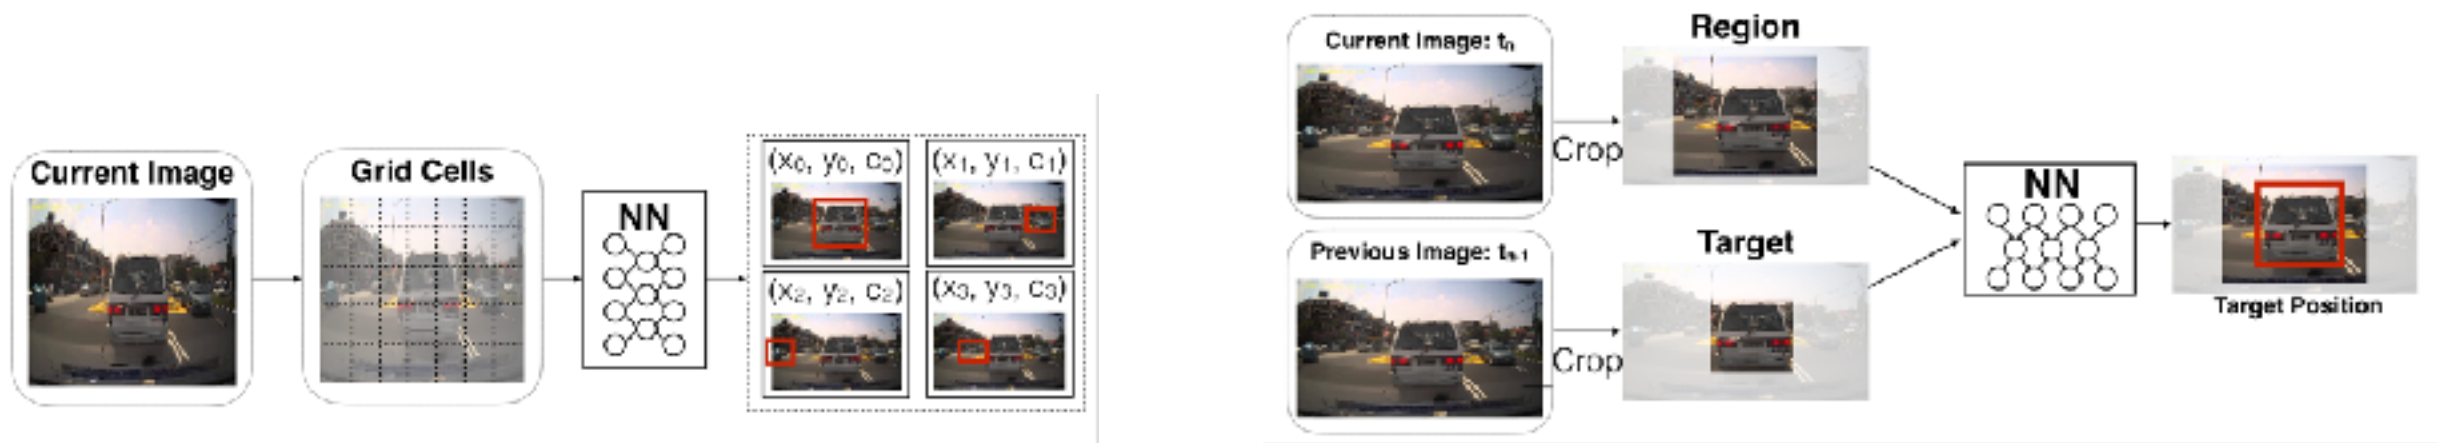 Current Image
Grid Cells
NN
(x₀, y₀, c₀)
(x₁, y₁, c₁)
(x₂, y₂, c₂)
(x₃, y₃, c₃)
Current Image: tₙ
Crop
Region
Previous Image: tₙ₋₁
Crop
Target
NN
Target Position